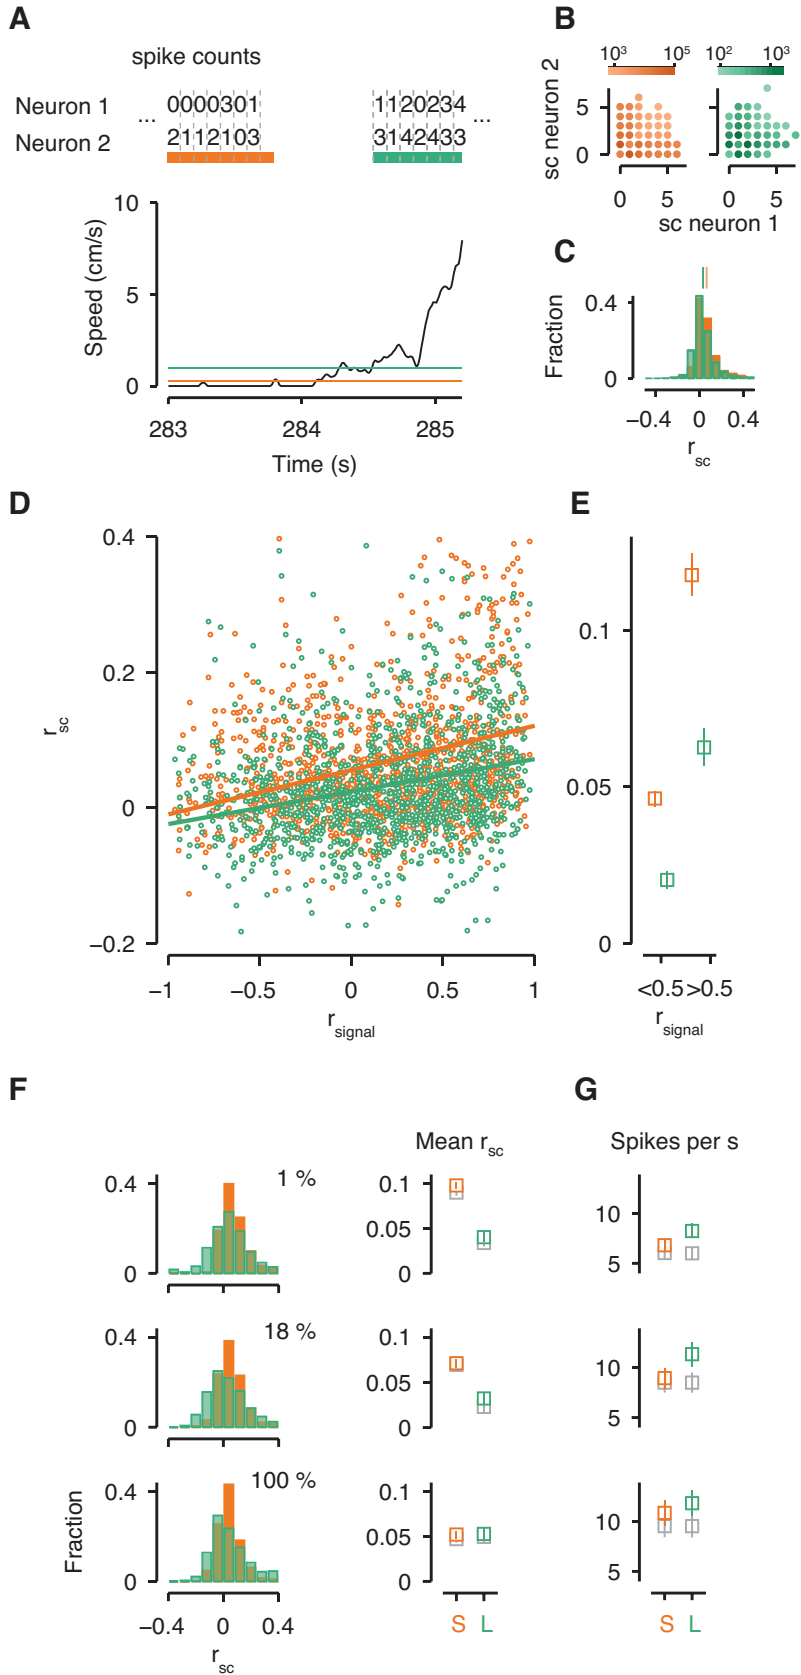 A
spike counts
Neuron 1 ... 00000301 1120234 ...
Neuron 2 21112103 3142433
10
5
0
Speed (cm/s)
283 284 285
Time (s)
B
10³ 10⁵ 10² 10³
sc neuron 2
5
0
0 5 0 5
sc neuron 1
C
Fraction
0.4
0
−0.4 0 0.4
r_sc
D
0.4
0.2
r_sc
0
−0.2
−1 −0.5 0 0.5 1
r_signal
E
0.1
0.05
0
<0.5 >0.5
r_signal
F
G
Mean r_sc
Spikes per s
1 %
0.4
0
0.1
0.05
0
10
5
18 %
0.4
0
0.1
0.05
0
10
5
100 %
0.4
0
Fraction
0.1
0.05
0
10
5
−0.4 0 0.4
r_sc
S L
S L